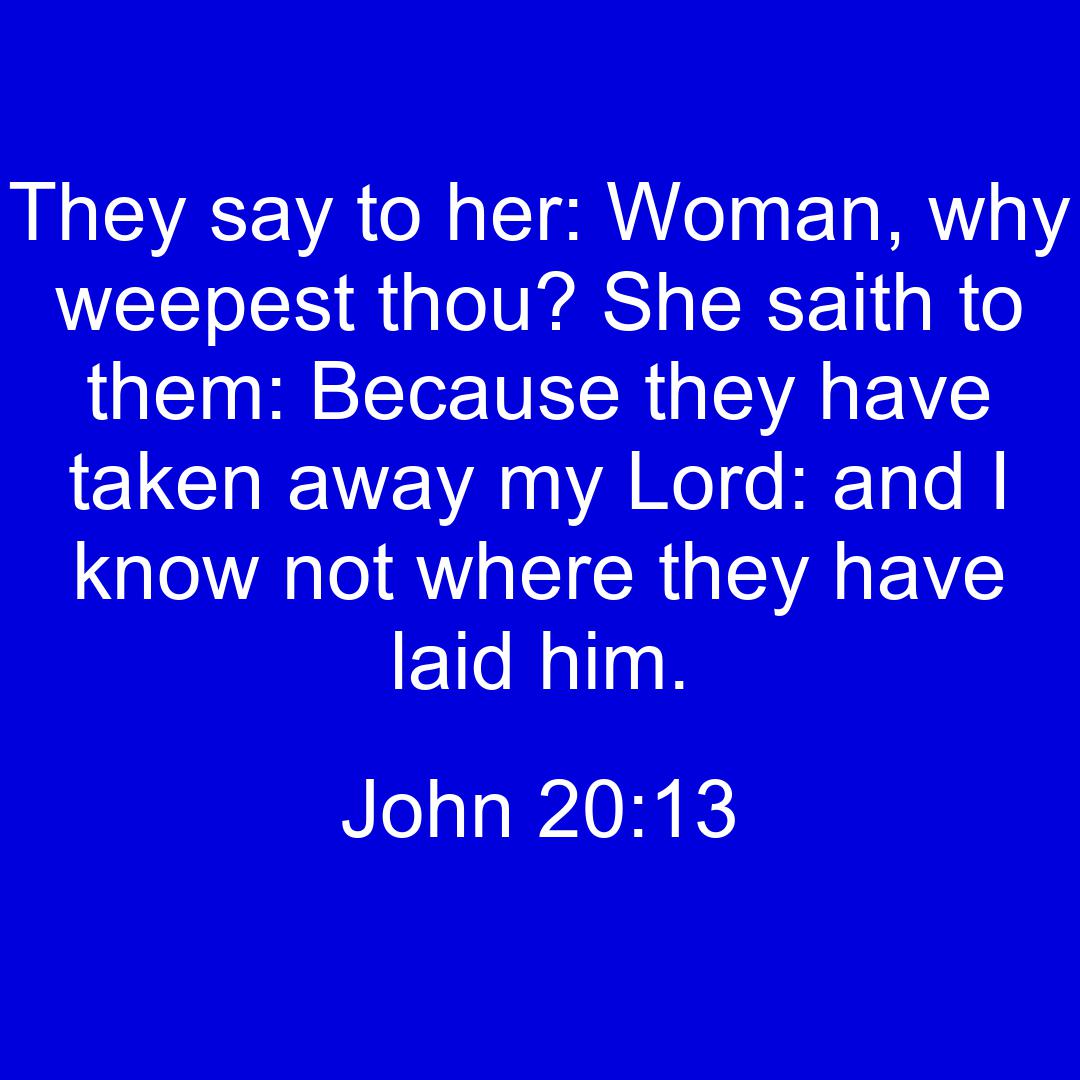 They say to her: Woman, why
weepest thou? She saith to
them: Because they have
taken away my Lord: and I
know not where they have
laid him.
John 20:13